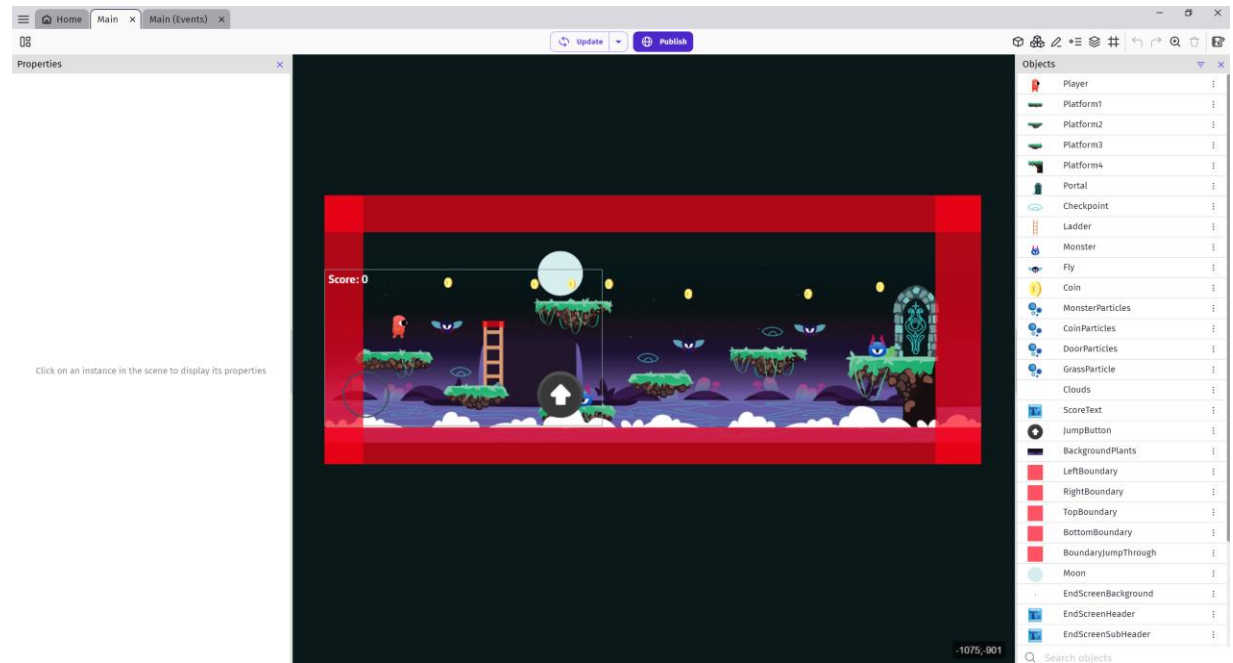 Home
Main
Main (Events)
Update
Publish
Properties
Objects
Click on an instance in the scene to display its properties
Score: 0
-1075;-901
Player
Platform1
Platform2
Platform3
Platform4
Portal
Checkpoint
Ladder
Monster
Fly
Coin
MonsterParticles
CoinParticles
DoorParticles
GrassParticle
Clouds
ScoreText
JumpButton
BackgroundPlants
LeftBoundary
RightBoundary
TopBoundary
BottomBoundary
BoundaryJumpThrough
Moon
EndScreenBackground
EndScreenHeader
EndScreenSubHeader
Search objects